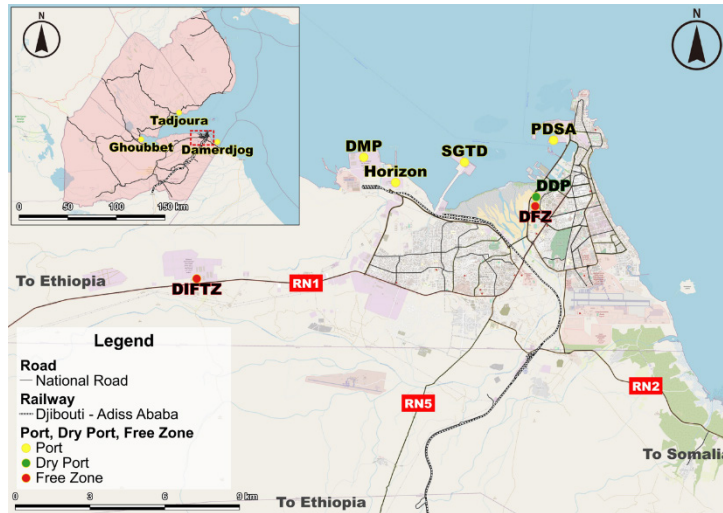 N
Tadjoura
Ghoubbet
Damerdjog
0 50 100 150 km
N
PDSA
DMP
SGTD
Horizon
DDP
DFZ
To Ethiopia
DIFTZ
RN1
Legend
Road
National Road
Railway
Djibouti - Adiss Ababa
Port, Dry Port, Free Zone
Port
Dry Port
Free Zone
RN2
RN5
To Somalia
To Ethiopia
0 3 6 9 km